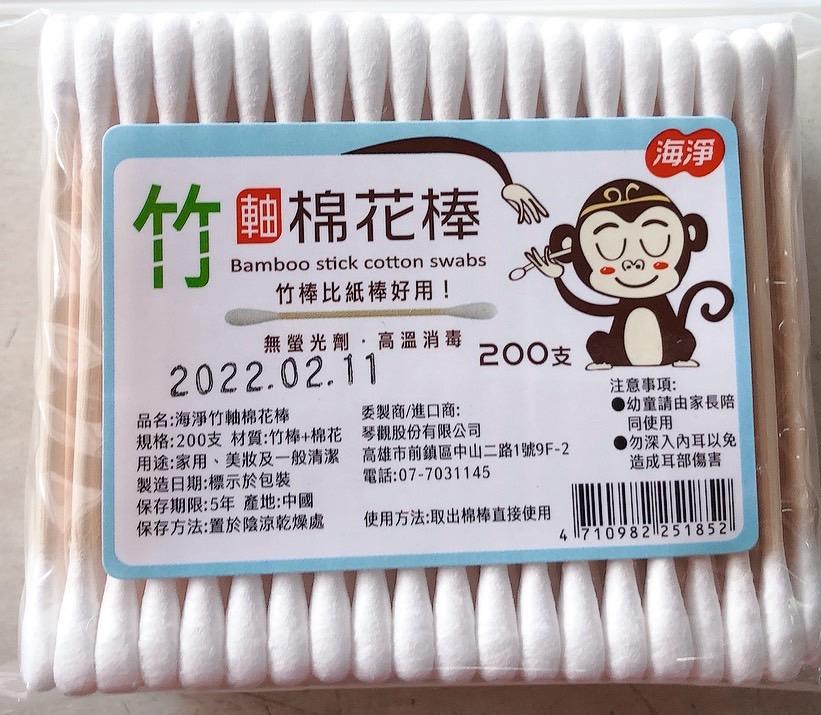 海淨
竹軸棉花棒
Bamboo stick cotton swabs
竹棒比紙棒好用！
無螢光劑‧高溫消毒
200支
2022.02.11
品名:海淨竹軸棉花棒
規格:200支 材質:竹棒+棉花
用途:家用、美妝及一般清潔
製造日期:標示於包裝
保存期限:5年 產地:中國
保存方法:置於陰涼乾燥處
委製商/進口商:
琴觀股份有限公司
高雄市前鎮區中山二路1號9F-2
電話:07-7031145
使用方法:取出棉棒直接使用
注意事項:
●幼童請由家長陪
同使用
●勿深入內耳以免
造成耳部傷害
4 710982 251852